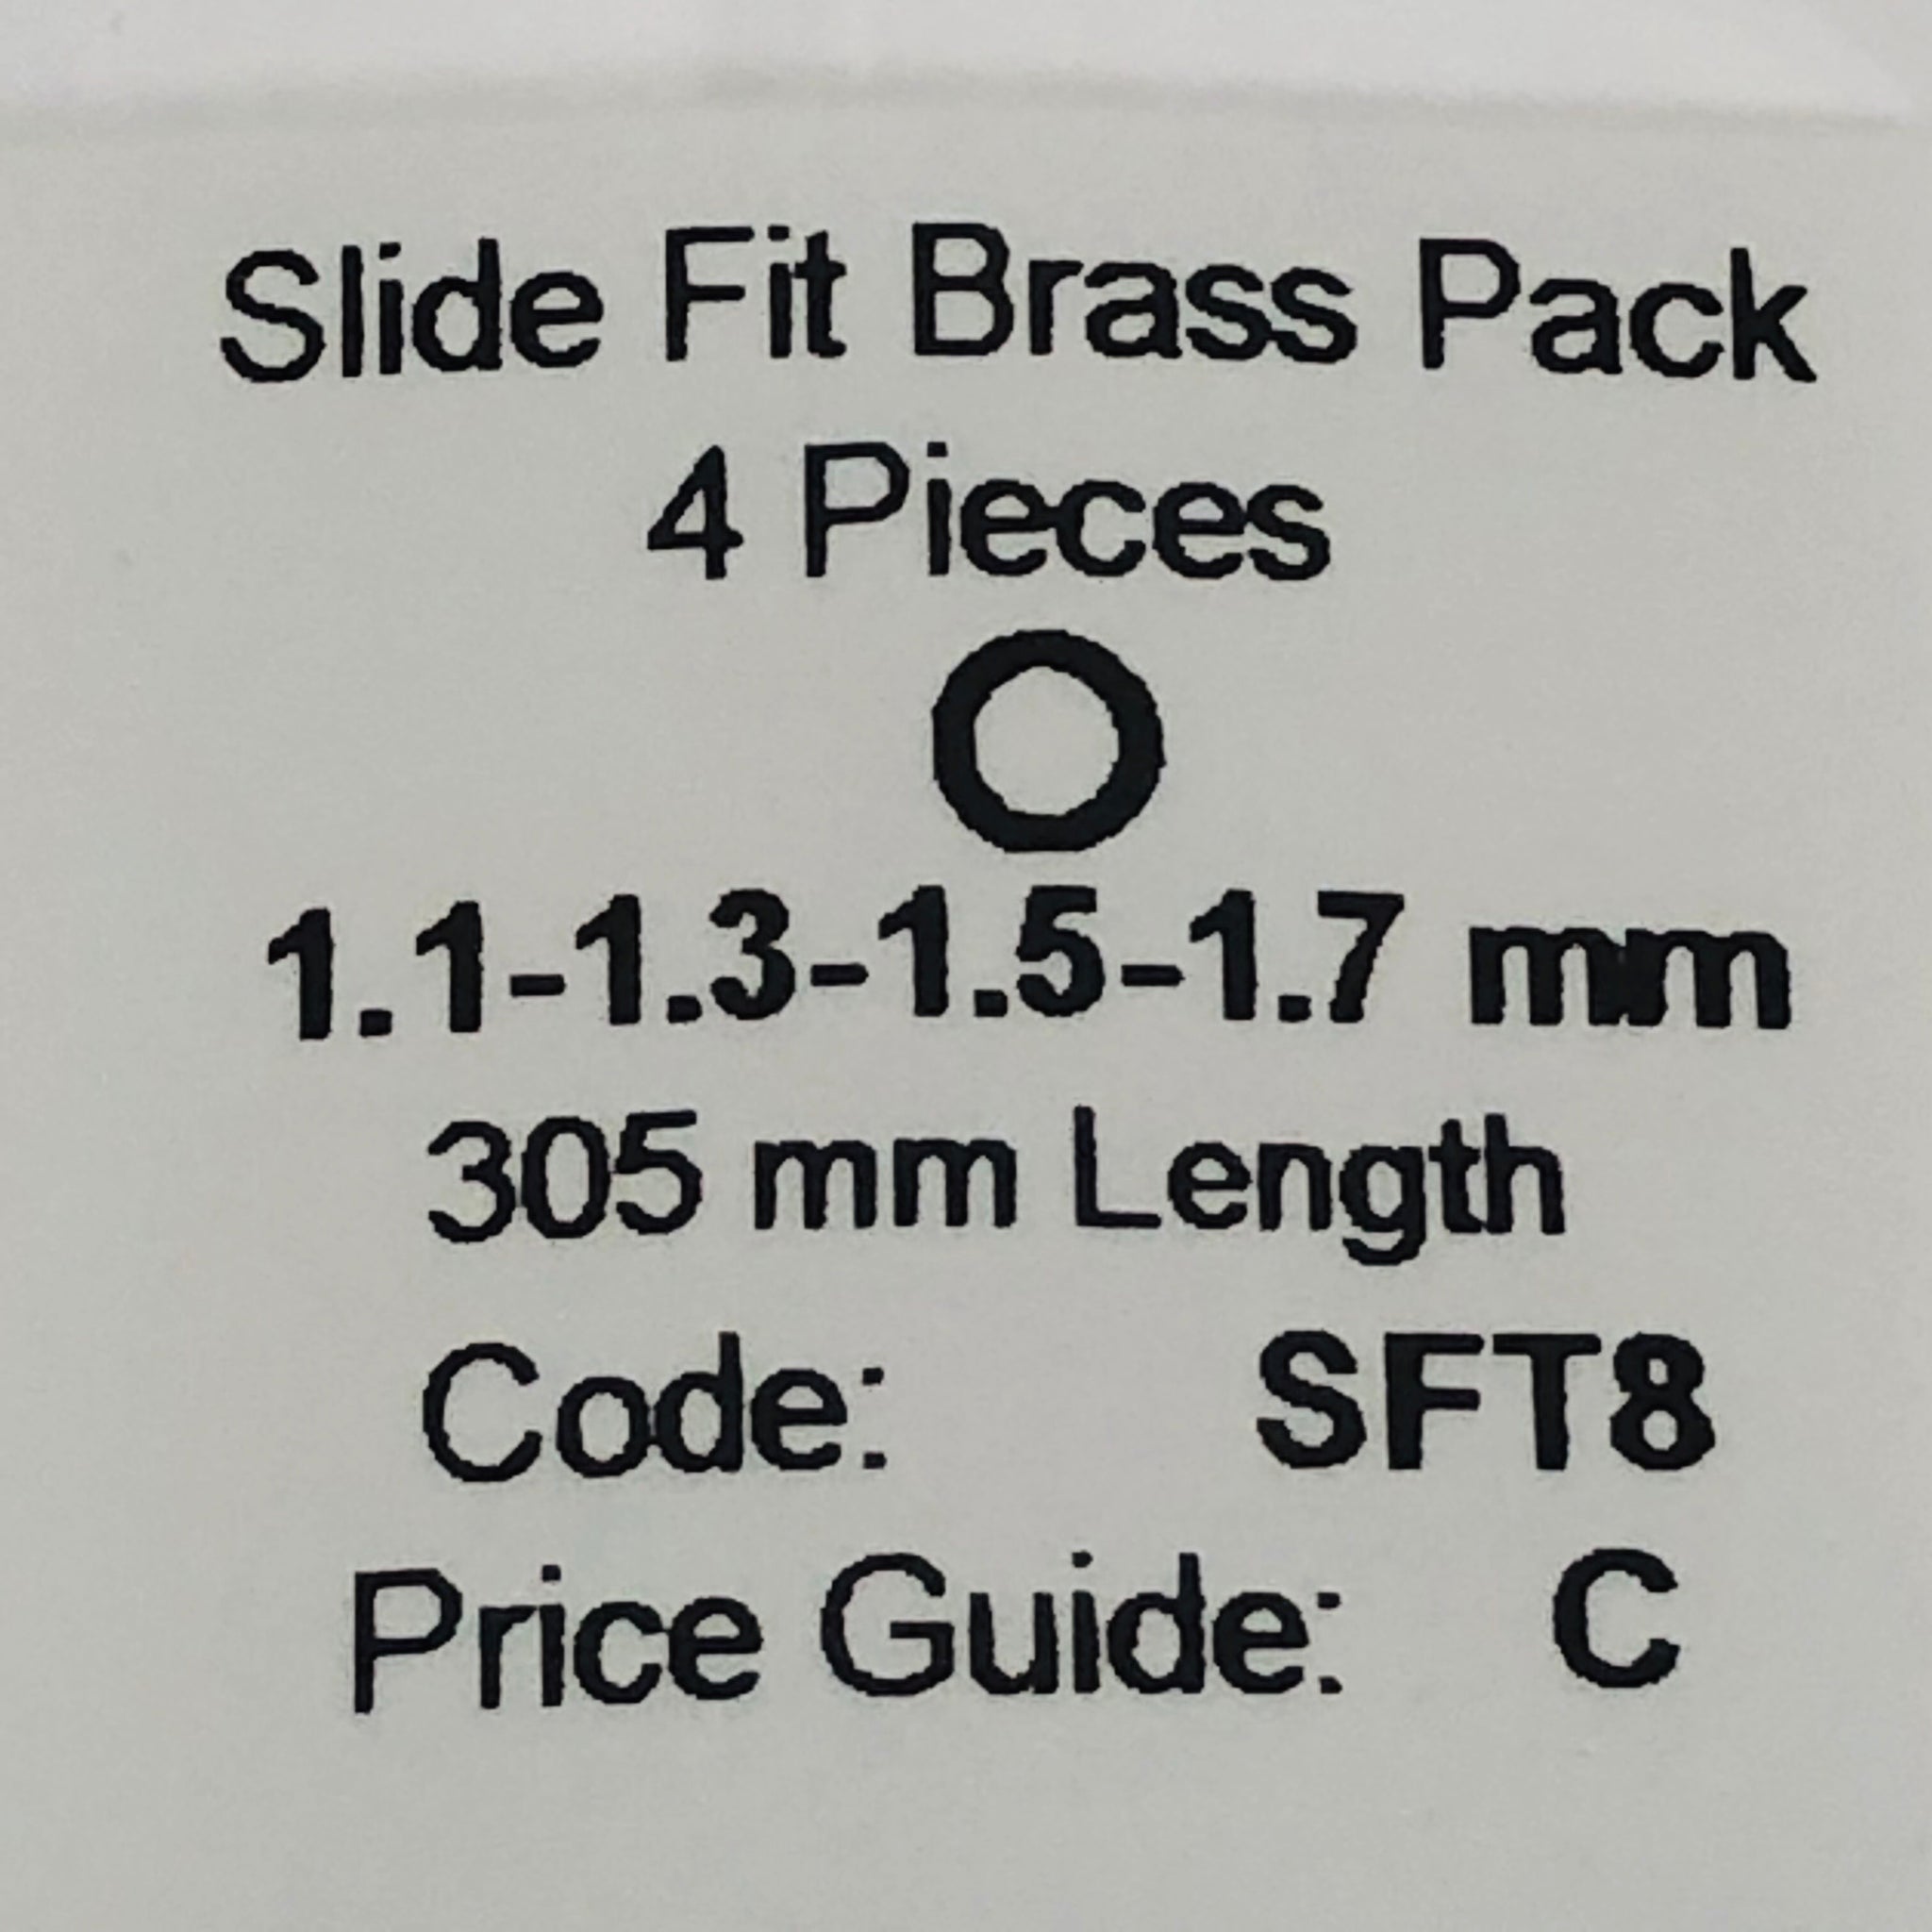 Slide Fit Brass Pack
4 Pieces
1.1-1.3-1.5-1.7 mm
305 mm Length
Code: SFT8
Price Guide: C